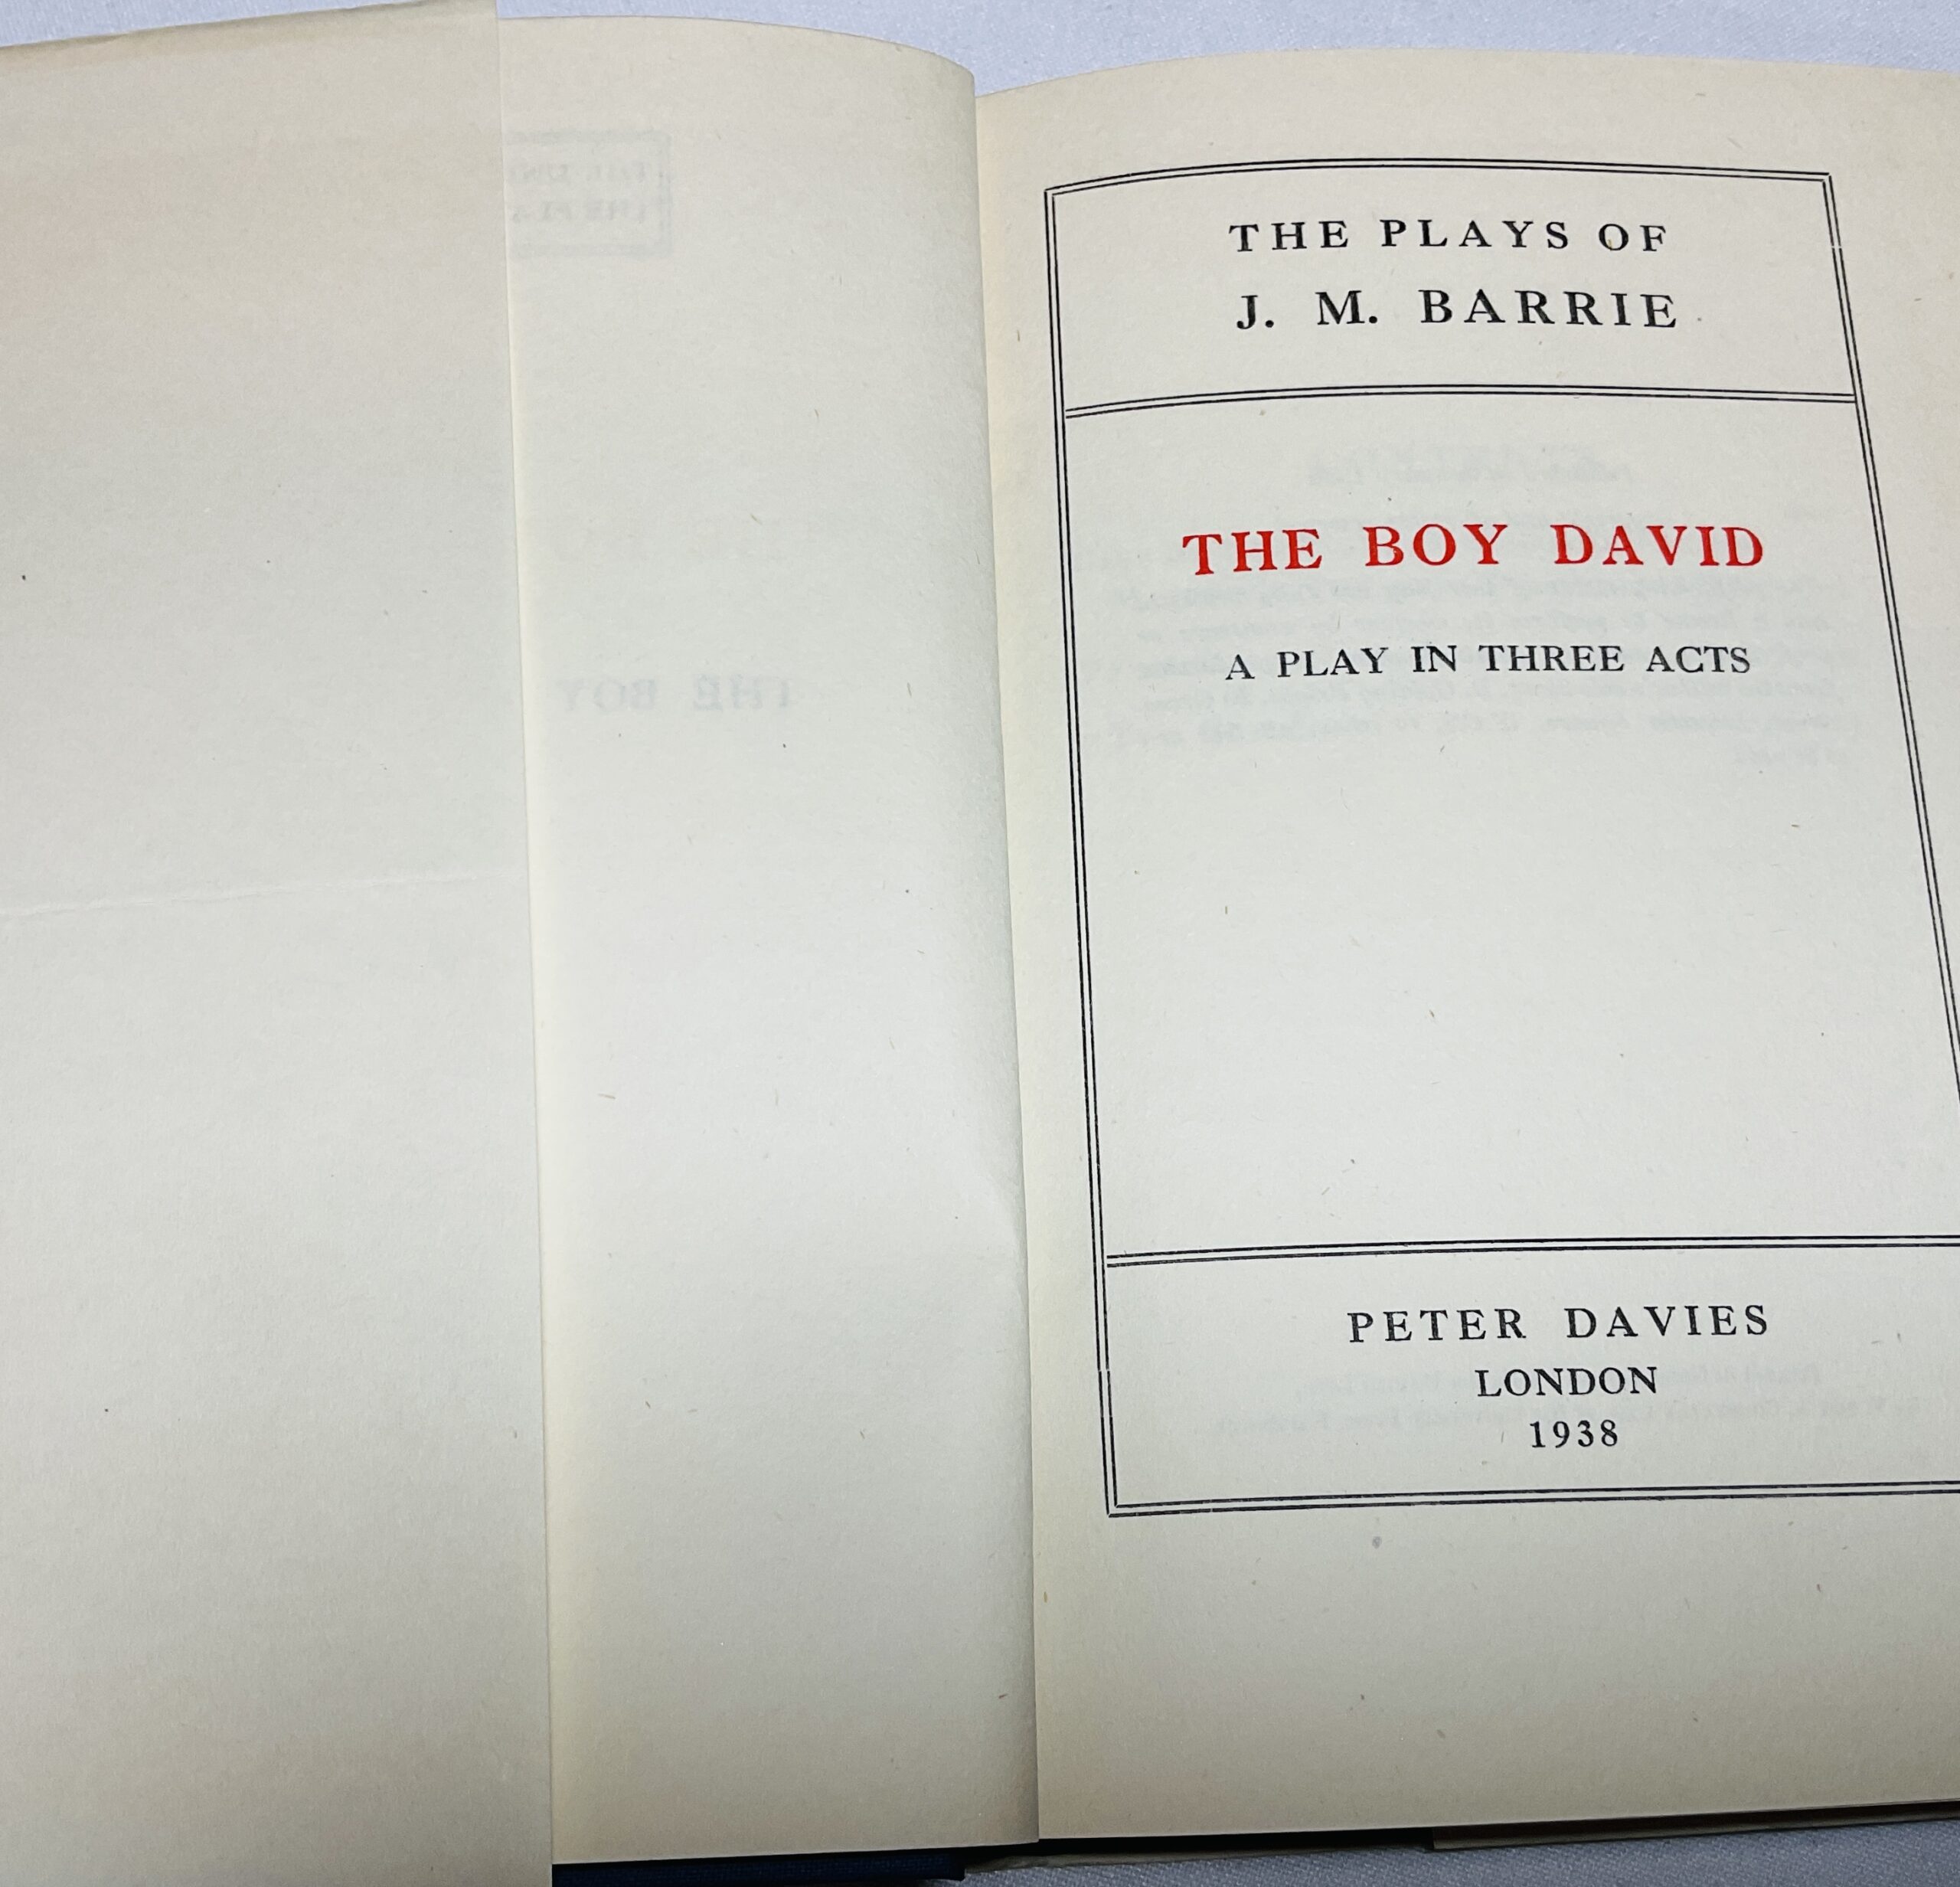 THE PLAYS OF
J. M. BARRIE
THE BOY DAVID
A PLAY IN THREE ACTS
PETER DAVIES
LONDON
1938